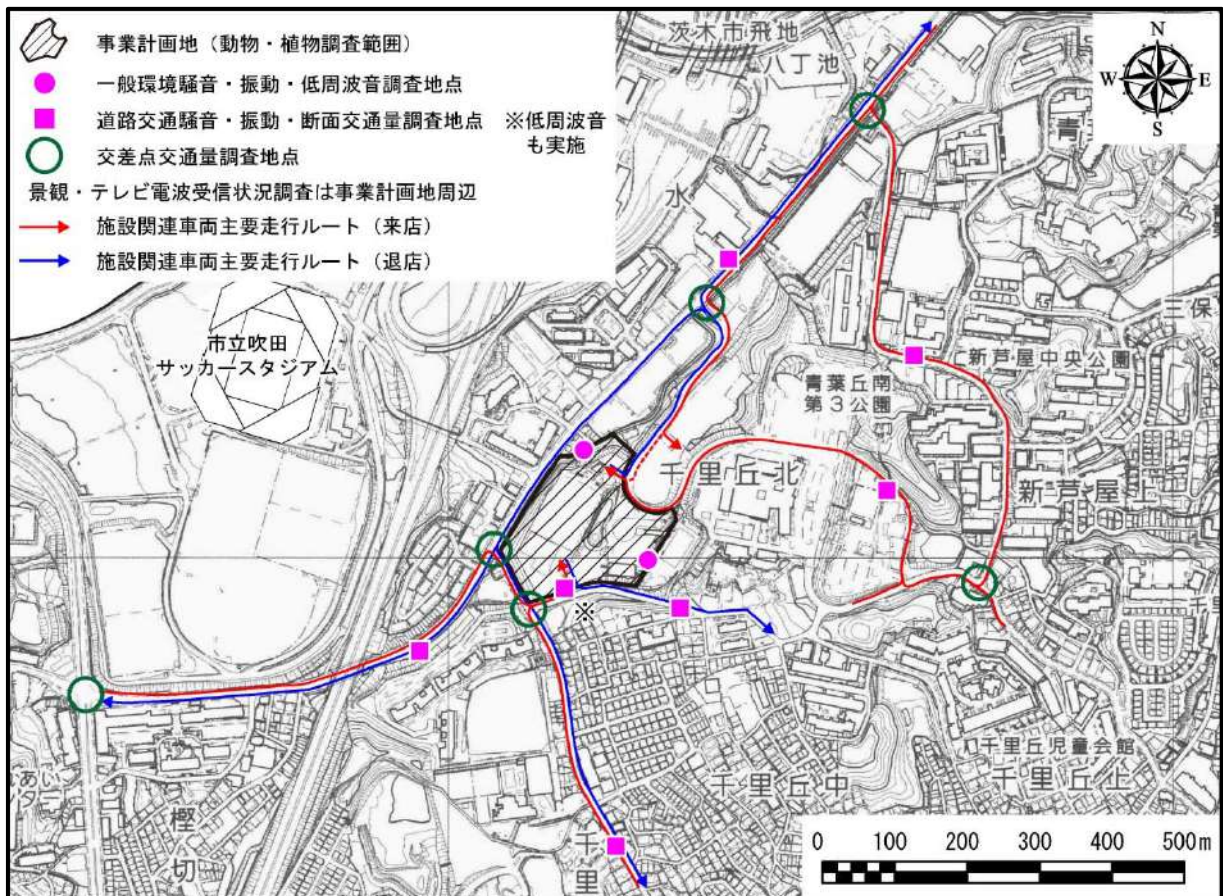 事業計画地（動物・植物調査範囲）
一般環境騒音・振動・低周波音調査地点
道路交通騒音・振動・断面交通量調査地点
※低周波音
も実施
交差点交通量調査地点
景観・テレビ電波受信状況調査は事業計画地周辺
施設関連車両主要走行ルート（来店）
施設関連車両主要走行ルート（退店）
茨木市飛地
八丁池
N
W
E
S
青
水
三保
市立吹田
サッカースタジアム
新芦屋中央公園
青葉丘南
第3公園
千里丘北
新芦屋上
※
千里
千里丘児童会館
千里丘上
千里丘中
あい
樫
切
千
里
0 100 200 300 400 500m